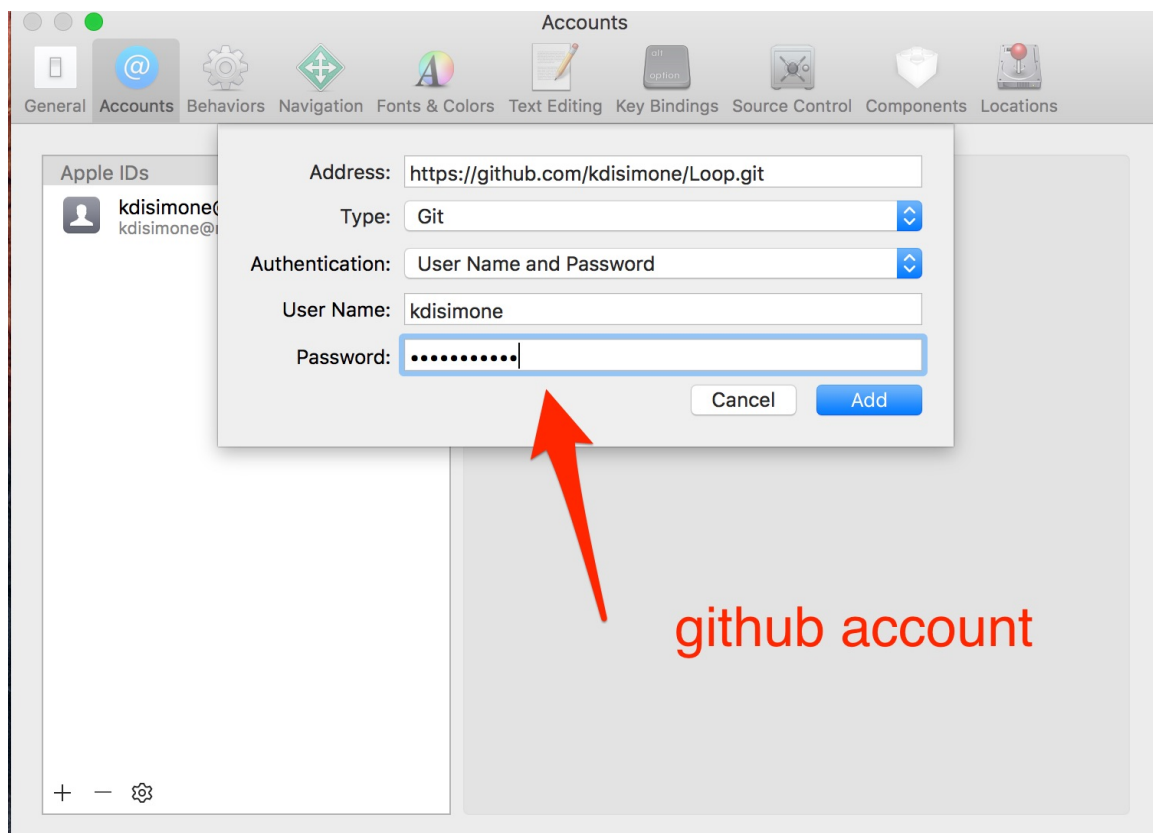 Accounts
General Accounts Behaviors Navigation Fonts & Colors Text Editing Key Bindings Source Control Components Locations
alt
option
Apple IDs
kdisimone@
kdisimone@
Address: https://github.com/kdisimone/Loop.git
Type: Git
Authentication: User Name and Password
User Name: kdisimone
Password: •••••••••••
Cancel Add
github account